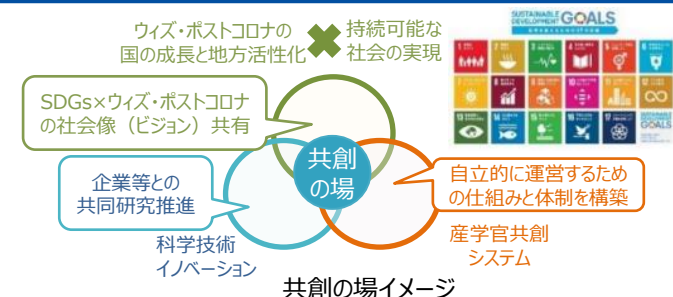 ウィズ・ポストコロナの
国の成長と地方活性化
持続可能な
社会の実現
SUSTAINABLE
DEVELOPMENT GOALS
SDGs×ウィズ・ポストコロナ
の社会像（ビジョン）共有
共創
の場
企業等との
共同研究推進
自立的に運営するため
の仕組みと体制を構築
科学技術
イノベーション
産学官共創
システム
共創の場イメージ